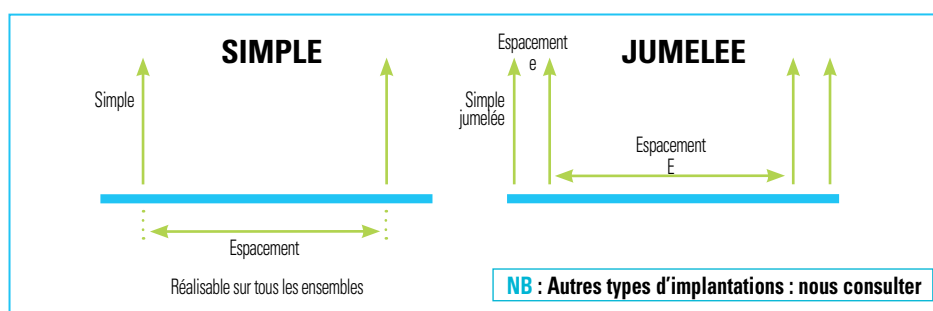 SIMPLE
Simple
Espacement
Réalisable sur tous les ensembles
Espacement
e
JUMELEE
Simple
jumelée
Espacement
E
NB : Autres types d'implantations : nous consulter